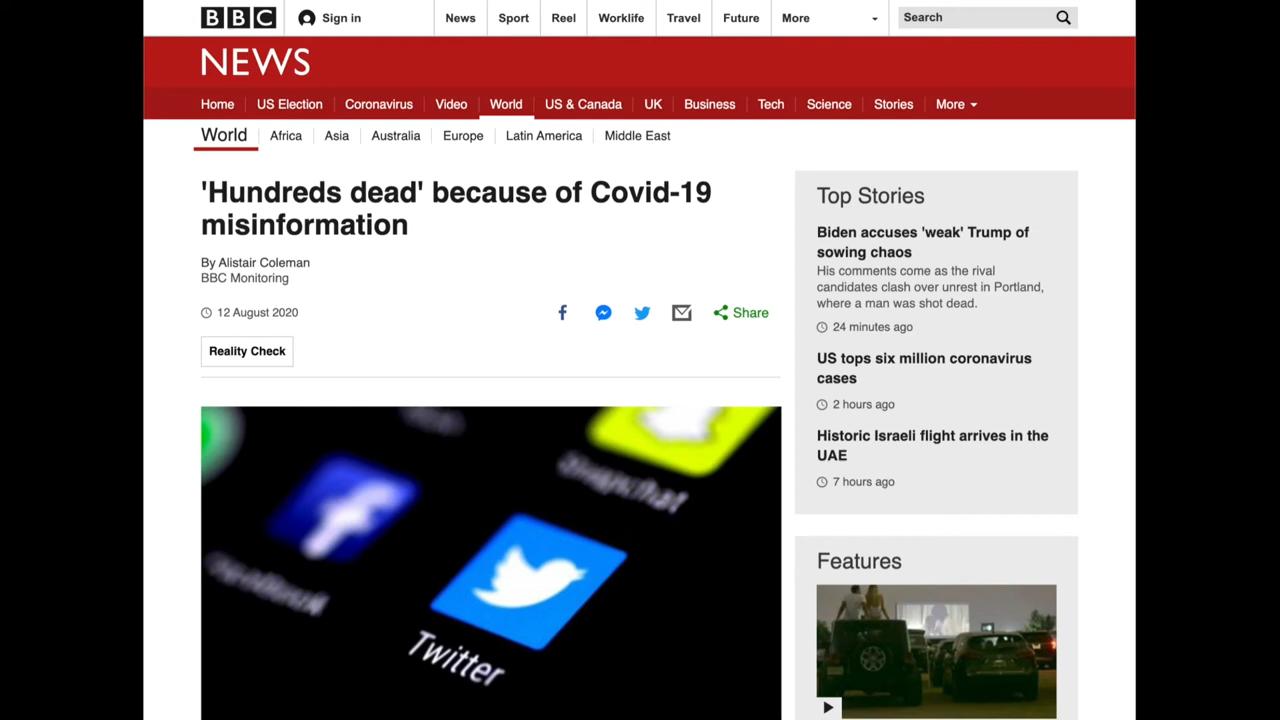 BBC
Sign in
News
Sport
Reel
Worklife
Travel
Future
More
Search
NEWS
Home
US Election
Coronavirus
Video
World
US & Canada
UK
Business
Tech
Science
Stories
More
World
Africa
Asia
Australia
Europe
Latin America
Middle East
'Hundreds dead' because of Covid-19
misinformation
By Alistair Coleman
BBC Monitoring
12 August 2020
Share
Reality Check
Snapchat
facebook
Twitter
Top Stories
Biden accuses 'weak' Trump of
sowing chaos
His comments come as the rival
candidates clash over unrest in Portland,
where a man was shot dead.
24 minutes ago
US tops six million coronavirus
cases
2 hours ago
Historic Israeli flight arrives in the
UAE
7 hours ago
Features